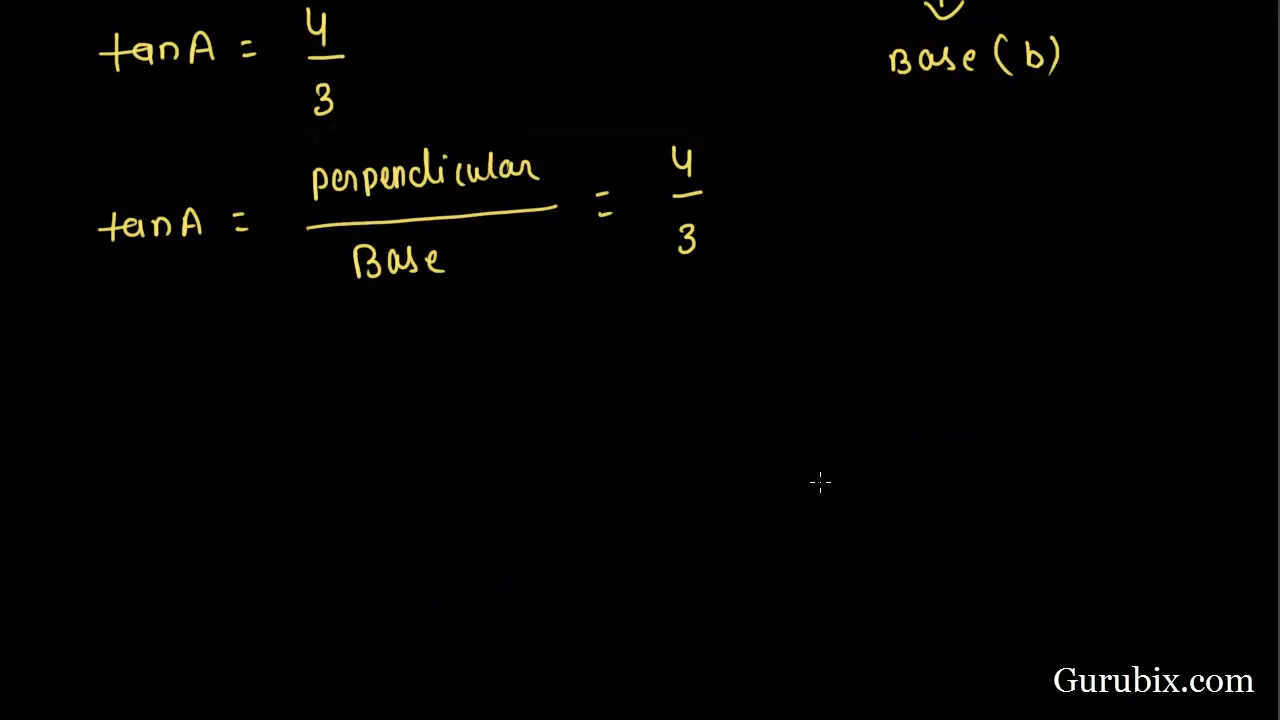 tanA = 4/3
Base (b)
tanA = perpendicular/Base = 4/3
Gurubix.com